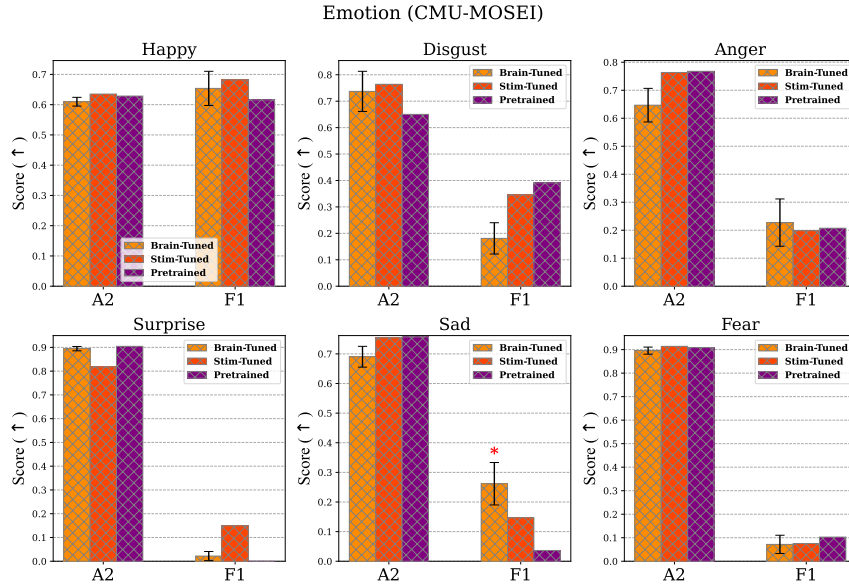 Emotion (CMU-MOSEI)
Happy
Score ( ↑ )
0.7
0.6
0.5
0.4
0.3
0.2
0.1
0.0
Brain-Tuned
Stim-Tuned
Pretrained
A2
F1
Disgust
Score ( ↑ )
0.8
0.7
0.6
0.5
0.4
0.3
0.2
0.1
0.0
Brain-Tuned
Stim-Tuned
Pretrained
A2
F1
Anger
Score ( ↑ )
0.8
0.7
0.6
0.5
0.4
0.3
0.2
0.1
0.0
Brain-Tuned
Stim-Tuned
Pretrained
A2
F1
Surprise
Score ( ↑ )
0.9
0.8
0.7
0.6
0.5
0.4
0.3
0.2
0.1
0.0
Brain-Tuned
Stim-Tuned
Pretrained
A2
F1
Sad
Score ( ↑ )
0.7
0.6
0.5
0.4
0.3
0.2
0.1
0.0
Brain-Tuned
Stim-Tuned
Pretrained
*
A2
F1
Fear
Score ( ↑ )
0.9
0.8
0.7
0.6
0.5
0.4
0.3
0.2
0.1
0.0
Brain-Tuned
Stim-Tuned
Pretrained
A2
F1